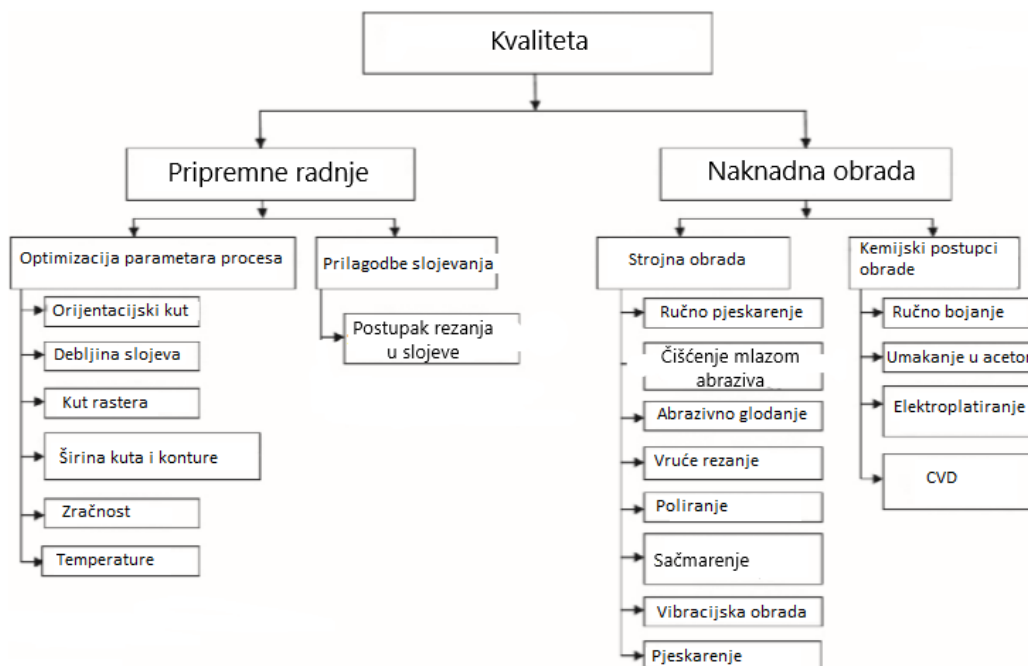 Kvaliteta
Pripremne radnje
Naknadna obrada
Optimizacija parametara procesa
Orijentacijski kut
Debljina slojeva
Kut rastera
Širina kuta i konture
Zračnost
Temperature
Prilagodbe slojevanja
Postupak rezanja
u slojeve
Strojna obrada
Ručno pjeskarenje
Čišćenje mlazom
abraziva
Abrazivno glodanje
Vruće rezanje
Poliranje
Sačmarenje
Vibracijska obrada
Pjeskarenje
Kemijski postupci
obrade
Ručno bojanje
Umakanje u aceton
Elektroplatiranje
CVD